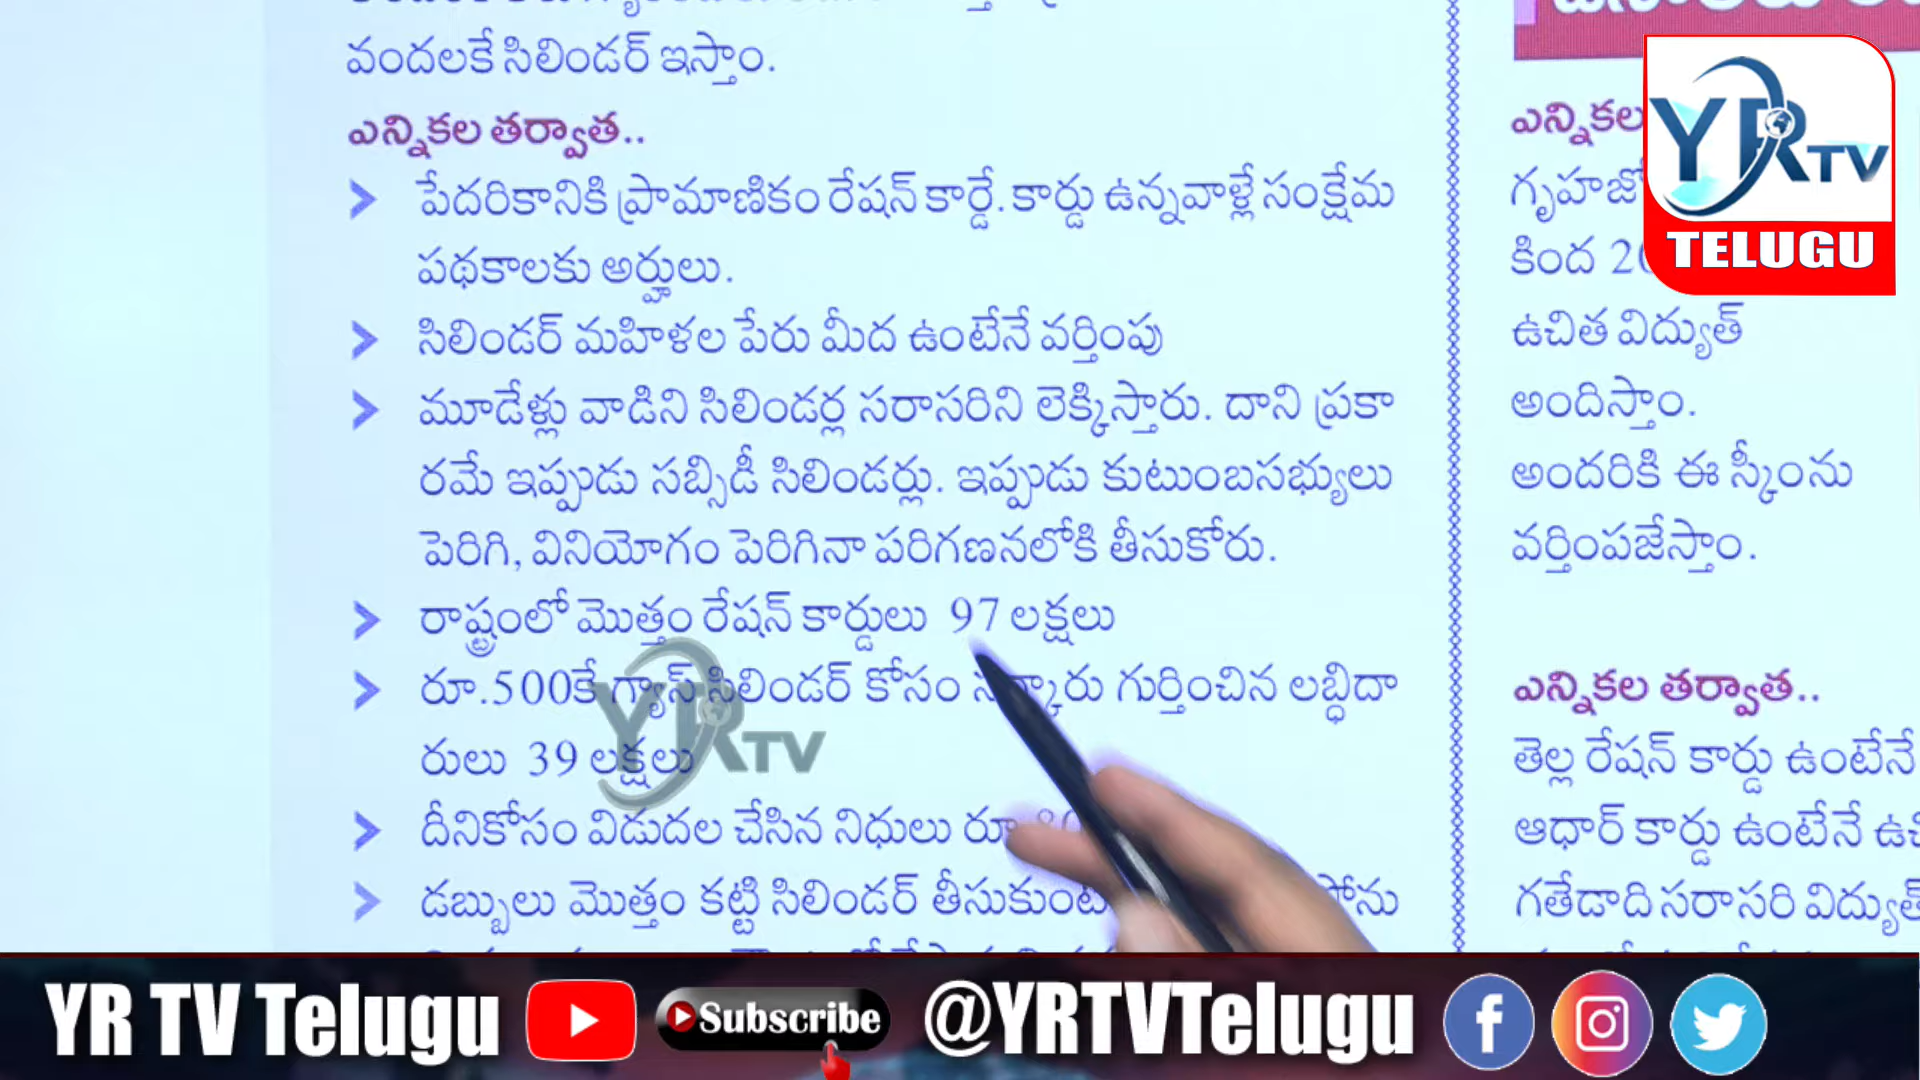 వందలకే సిలిండర్ ఇస్తాం.
ఎన్నికల తర్వాత..
పేదరికానికి ప్రామాణికం రేషన్ కార్డే. కార్డు ఉన్నవాళ్లే సంక్షేమ
పథకాలకు అర్హులు.
సిలిండర్ మహిళల పేరు మీద ఉంటేనే వర్తింపు
మూడేళ్లు వాడిని సిలిండర్ల సరాసరిని లెక్కిస్తారు. దాని ప్రకా
రమే ఇప్పుడు సబ్సిడీ సిలిండర్లు. ఇప్పుడు కుటుంబసభ్యులు
పెరిగి, వినియోగం పెరిగినా పరిగణనలోకి తీసుకోరు.
రాష్ట్రంలో మొత్తం రేషన్ కార్డులు 97 లక్షలు
రూ.500కే గ్యాస్ సిలిండర్ కోసం సర్కారు గుర్తించిన లబ్ధిదా
రులు 39 లక్షలు
దీనికోసం విడుదల చేసిన నిధులు రూ.80
డబ్బులు మొత్తం కట్టి సిలిండర్
ఎన్నికల
కింద
ఉచిత విద్యుత్
అందిస్తాం.
అందరికి ఈ స్కీంను
వర్తింపజేస్తాం.
ఎన్నికల తర్వాత..
తెల్ల రేషన్ కార్డు ఉంటేనే
ఆధార్ కార్డు ఉంటేనే
గతేడాది సరాసరి విద్యుత్
YR TV
TELUGU
YR TV
YR TV Telugu
Subscribe
@YRTVTelugu